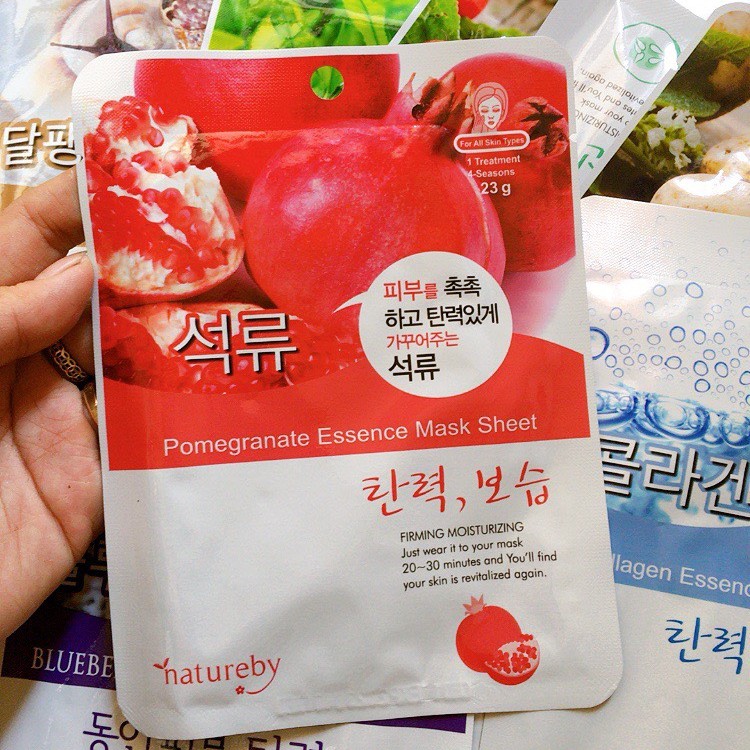 For All Skin Types
1 Treatment
4-Seasons
23 g
피부를 촉촉
하고 탄력있게
가꾸어주는
석류
석류
Pomegranate Essence Mask Sheet
탄력, 보습
FIRMING MOISTURIZING
Just wear it to your mask
20~30 minutes and You'll find
your skin is revitalized again.
natureby
달팽
콜라겐
llagen Essenc
탄력
BLUEBE